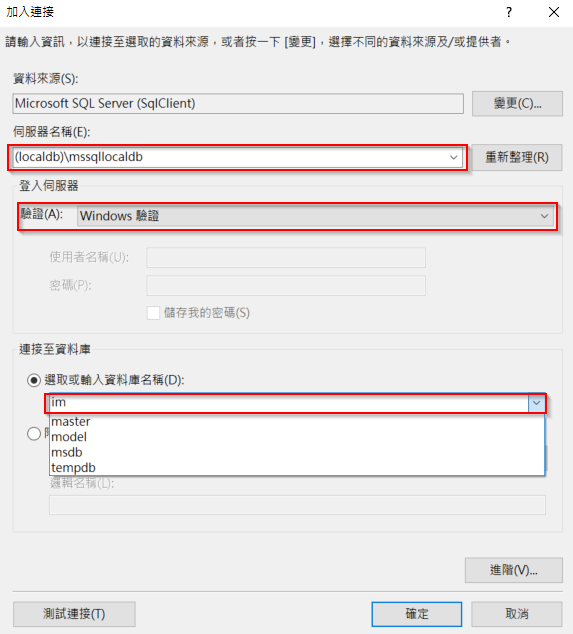 加入連接
? ×
請輸入資訊，以連接至選取的資料來源，或者按一下 [變更]，選擇不同的資料來源及/或提供者。
資料來源(S):
Microsoft SQL Server (SqlClient)
變更(C)...
伺服器名稱(E):
(localdb)\mssqllocaldb
重新整理(R)
登入伺服器
驗證(A):
Windows 驗證
使用者名稱(U):
密碼(P):
儲存我的密碼(S)
連接至資料庫
選取或輸入資料庫名稱(D):
im
master
model
msdb
tempdb
邏輯名稱(L):
進階(V)...
測試連接(T)
確定
取消